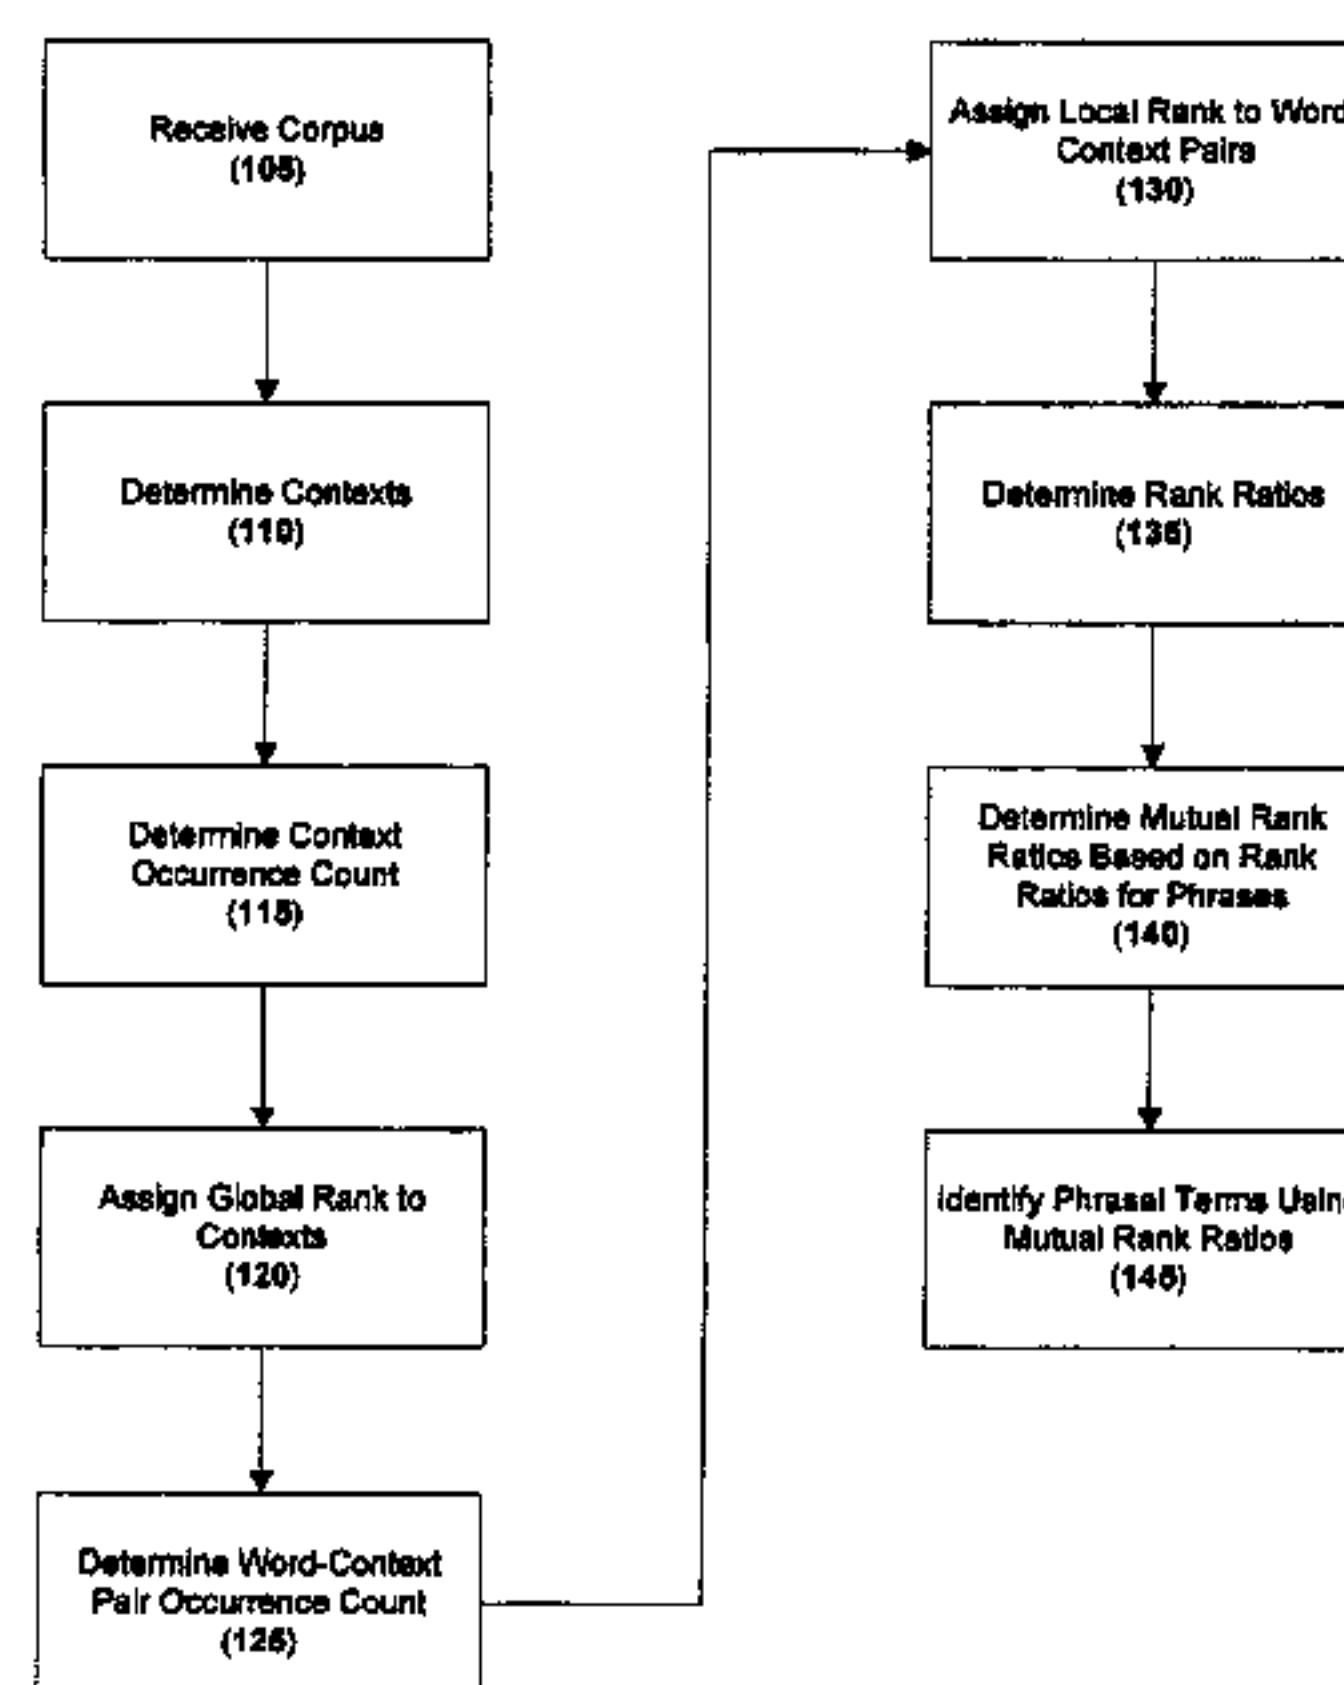 Receive Corpus
(105)
Determine Contexts
(110)
Determine Context
Occurrence Count
(115)
Assign Global Rank to
Contexts
(120)
Determine Word-Context
Pair Occurrence Count
(125)
Assign Local Rank to Word
Context Pairs
(130)
Determine Rank Ratios
(135)
Determine Mutual Rank
Ratios Based on Rank
Ratios for Phrases
(140)
Identify Phrasal Terms Usin
Mutual Rank Ratios
(145)